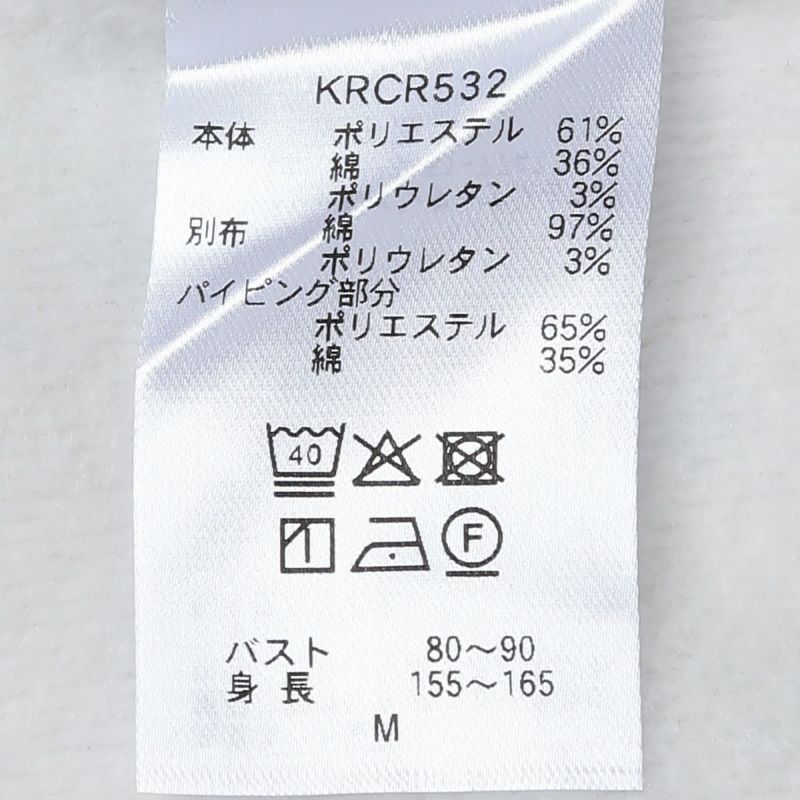 KRCR532
本体 ポリエステル 61%
綿 36%
ポリウレタン 3%
別布 綿 97%
ポリウレタン 3%
パイピング部分
ポリエステル 65%
綿 35%
40
F
バスト 80～90
身長 155～165
M